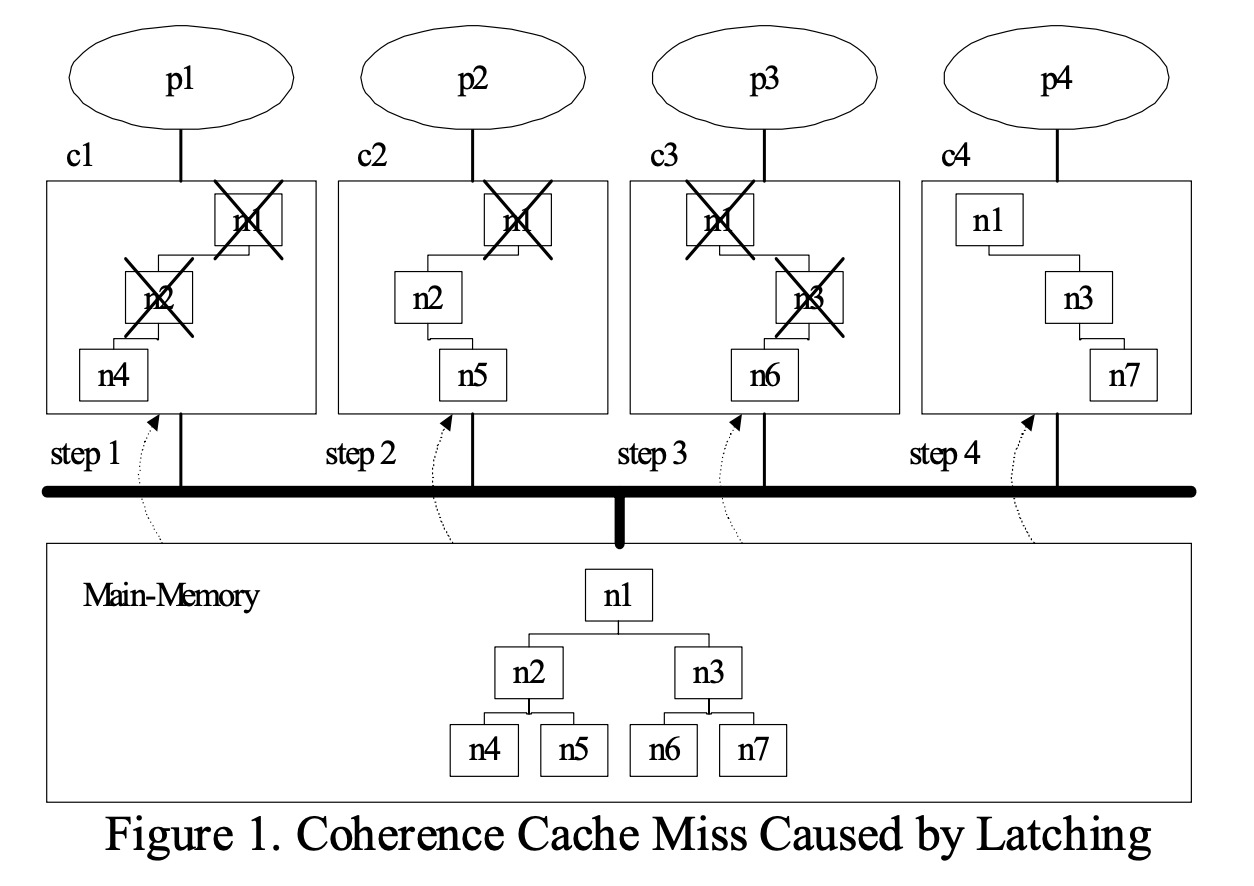 p1 p2 p3 p4
c1 c2 c3 c4
n1 n1 n1 n1
n2 n2 n3 n3
n4 n5 n6 n7
step 1 step 2 step 3 step 4
Main-Memory
n1
n2 n3
n4 n5 n6 n7
Figure 1. Coherence Cache Miss Caused by Latching